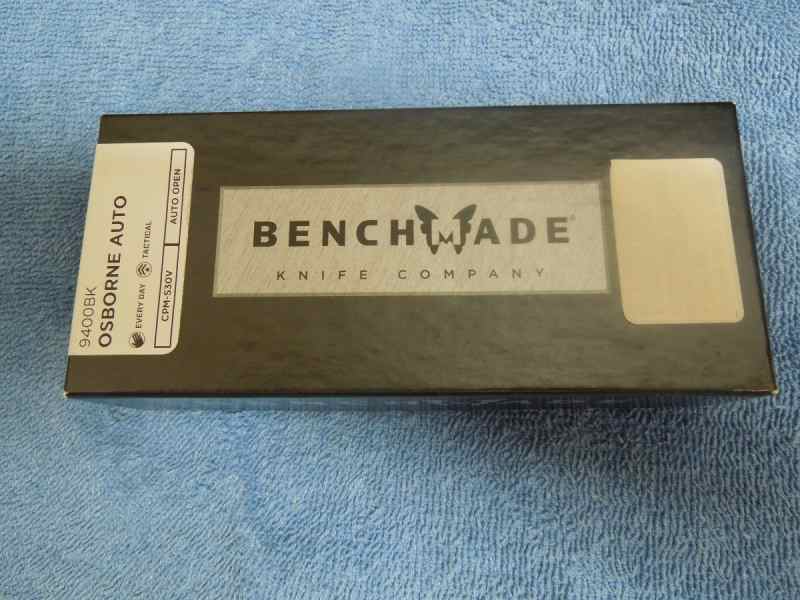 9400BK
OSBORNE AUTO
EVERY DAY TACTICAL
CPM-S30V AUTO OPEN
BENCHMADE®
KNIFE COMPANY